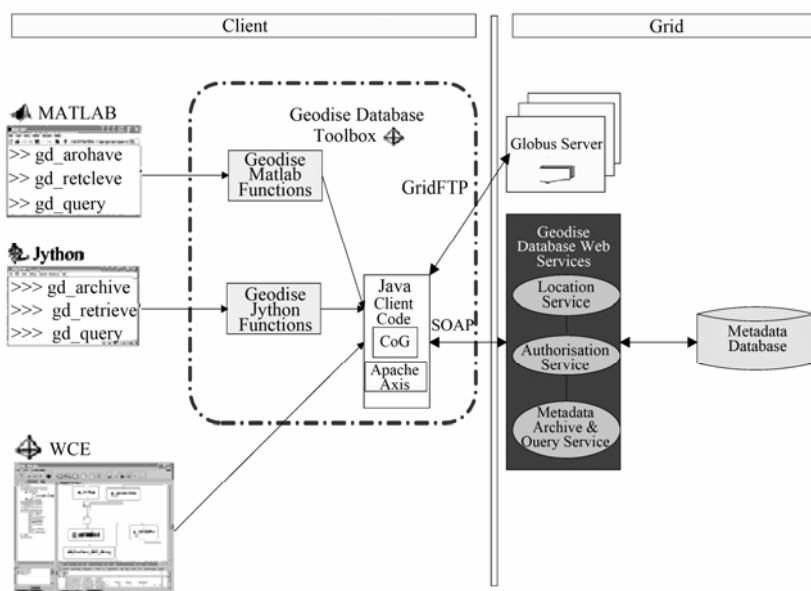 Client
Grid
MATLAB
>> gd_arohave
>> gd_retcleve
>> gd_query
Jython
>>> gd_archive
>>> gd_retrieve
>>> gd_query
WCE
Geodise Database
Toolbox
Geodise
Matlab
Functions
Geodise
Jython
Functions
Java
Client
Code
CoG
Apache
Axis
GridFTP
SOAP
Globus Server
Geodise
Database Web
Services
Location
Service
Authorisation
Service
Metadata
Archive &
Query Service
Metadata
Database